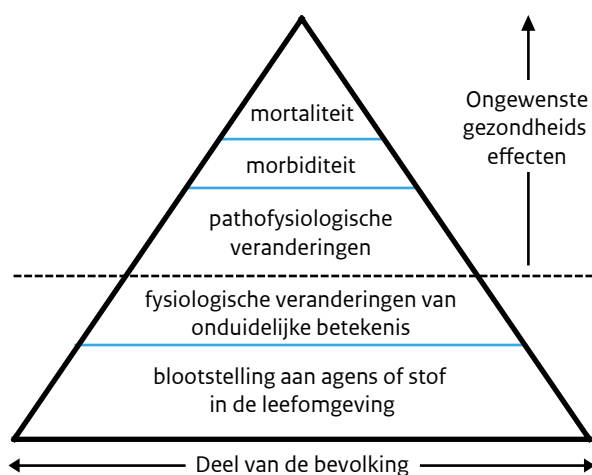 mortaliteit
morbiditeit
pathofysiologische
veranderingen
fysiologische veranderingen van
onduidelijke betekenis
blootstelling aan agens of stof
in de leefomgeving
Ongewenste
gezondheids
effecten
Deel van de bevolking